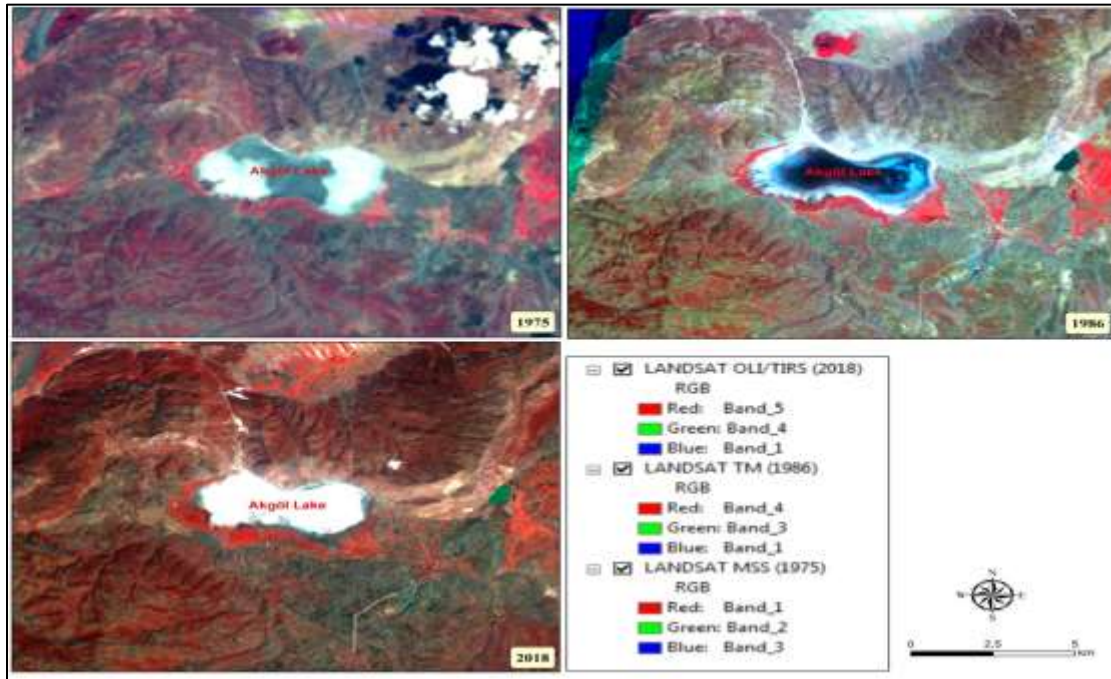 Akgöl Lake
1975
Akgöl Lake
1986
Akgöl Lake
2018
LANDSAT OLI/TIRS (2018)
RGB
Red: Band_5
Green: Band_4
Blue: Band_1
LANDSAT TM (1986)
RGB
Red: Band_4
Green: Band_3
Blue: Band_1
LANDSAT MSS (1975)
RGB
Red: Band_1
Green: Band_2
Blue: Band_3
N
W E
S
0 2.5 5
KM